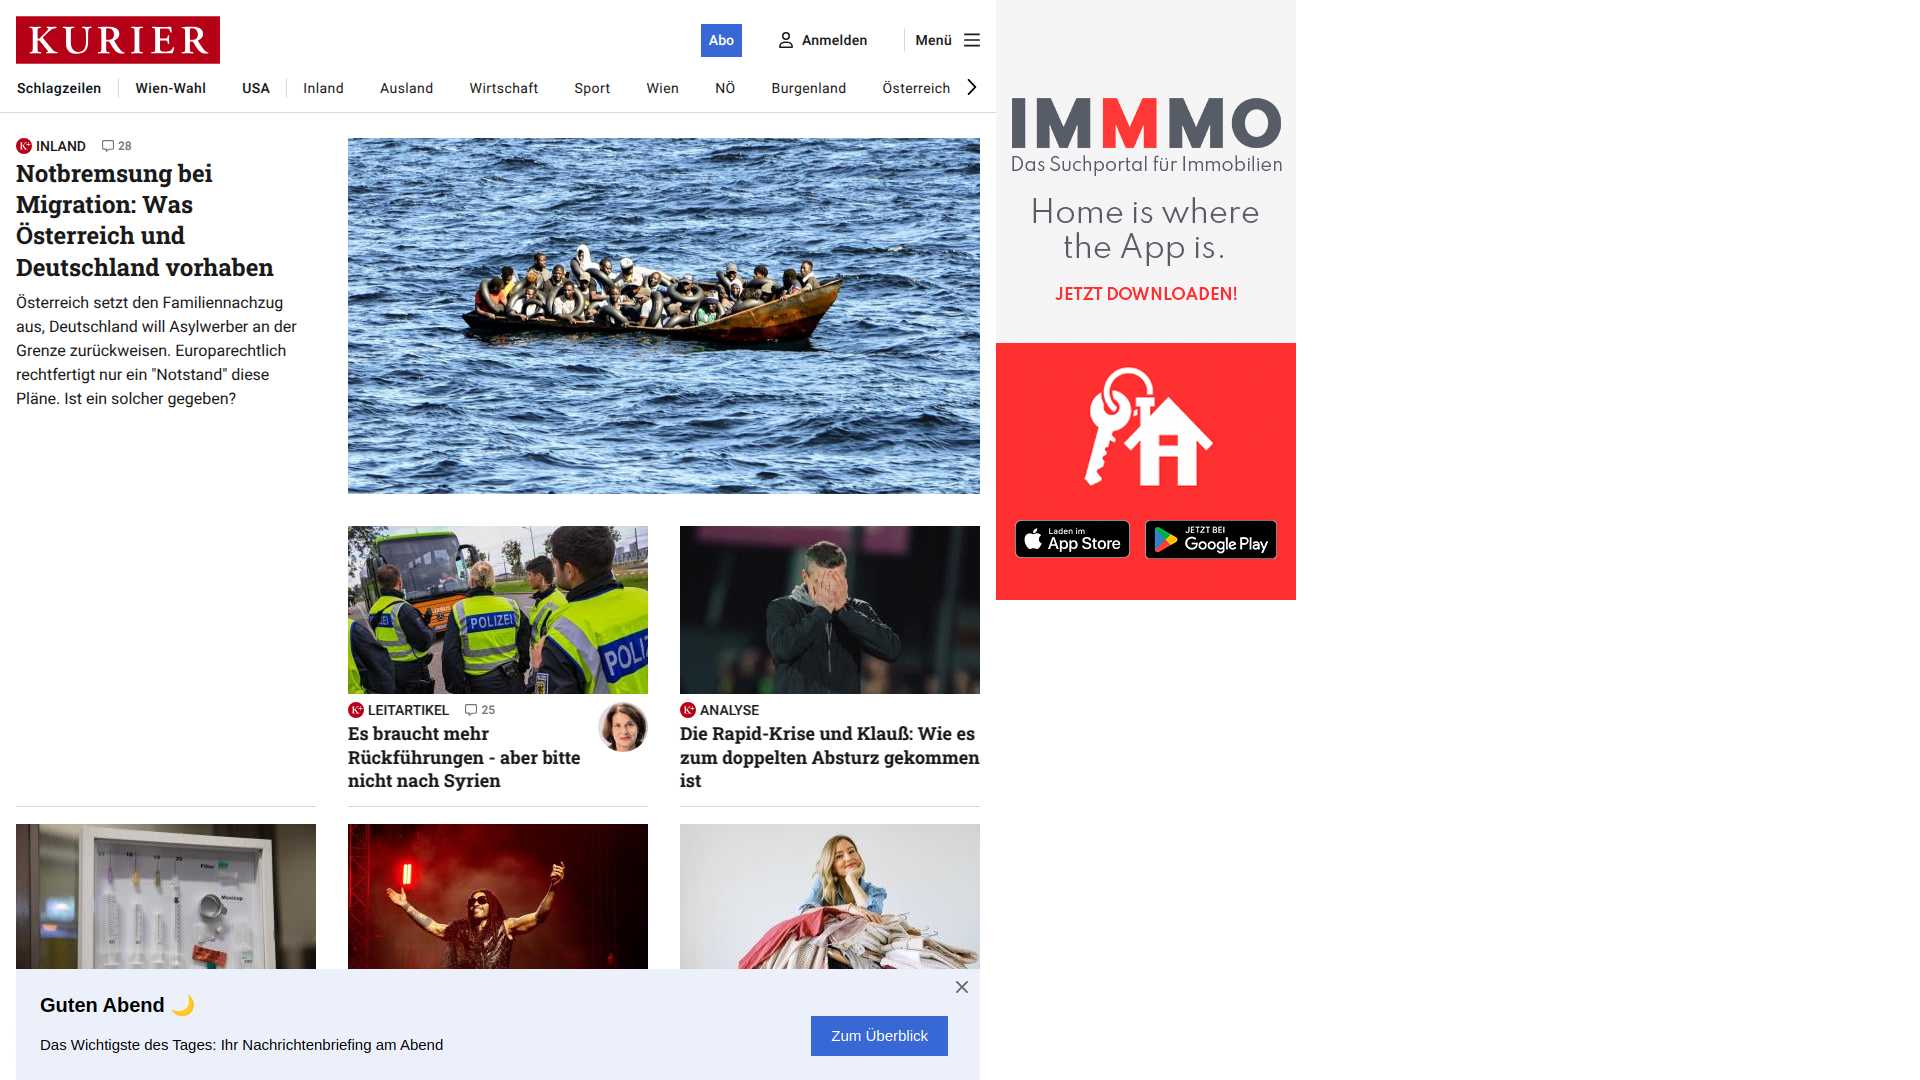 KURIER
Abo
Anmelden
Menü
Schlagzeilen
Wien-Wahl
USA
Inland
Ausland
Wirtschaft
Sport
Wien
NÖ
Burgenland
Österreich
INLAND 28
Notbremsung bei
Migration: Was
Österreich und
Deutschland vorhaben
Österreich setzt den Familiennachzug
aus, Deutschland will Asylwerber an der
Grenze zurückweisen. Europarechtlich
rechtfertigt nur ein "Notstand" diese
Pläne. Ist ein solcher gegeben?
POLIZEI
LEITARTIKEL 25
Es braucht mehr
Rückführungen - aber bitte
nicht nach Syrien
ANALYSE
Die Rapid-Krise und Klauß: Wie es
zum doppelten Absturz gekommen
ist
Guten Abend 🌙
Das Wichtigste des Tages: Ihr Nachrichtenbriefing am Abend
Zum Überblick
IMMMO
Das Suchportal für Immobilien
Home is where
the App is.
JETZT DOWNLOADEN!
Laden im
App Store
JETZT BEI
Google Play